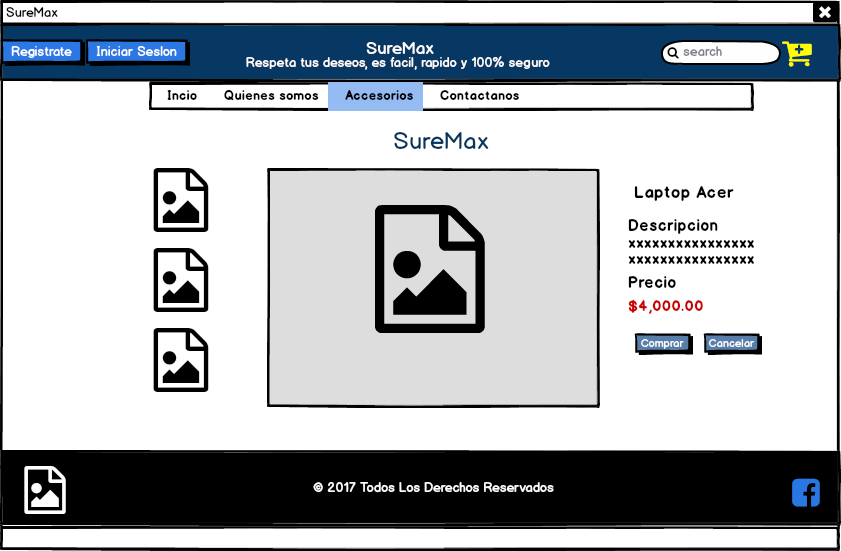 SureMax
Registrate
Iniciar Seslon
SureMax
Respeta tus deseos, es facil, rapido y 100% seguro
search
Incio
Quienes somos
Accesorios
Contactanos
SureMax
Laptop Acer
Descripcion
xxxxxxxxxxxxxxxx
xxxxxxxxxxxxxxxx
Precio
$4,000.00
Comprar
Cancelar
© 2017 Todos Los Derechos Reservados